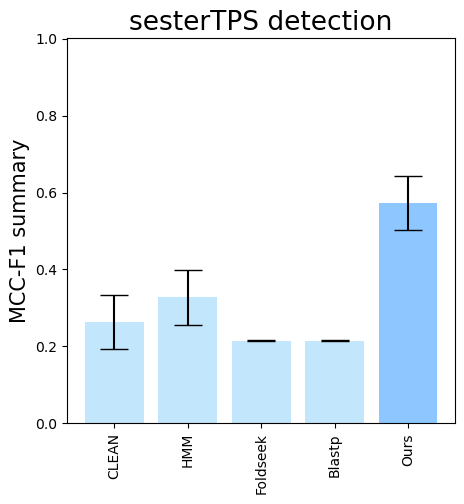 sesterTPS detection
MCC-F1 summary
1.0
0.8
0.6
0.4
0.2
0.0
CLEAN
HMM
Foldseek
Blastp
Ours